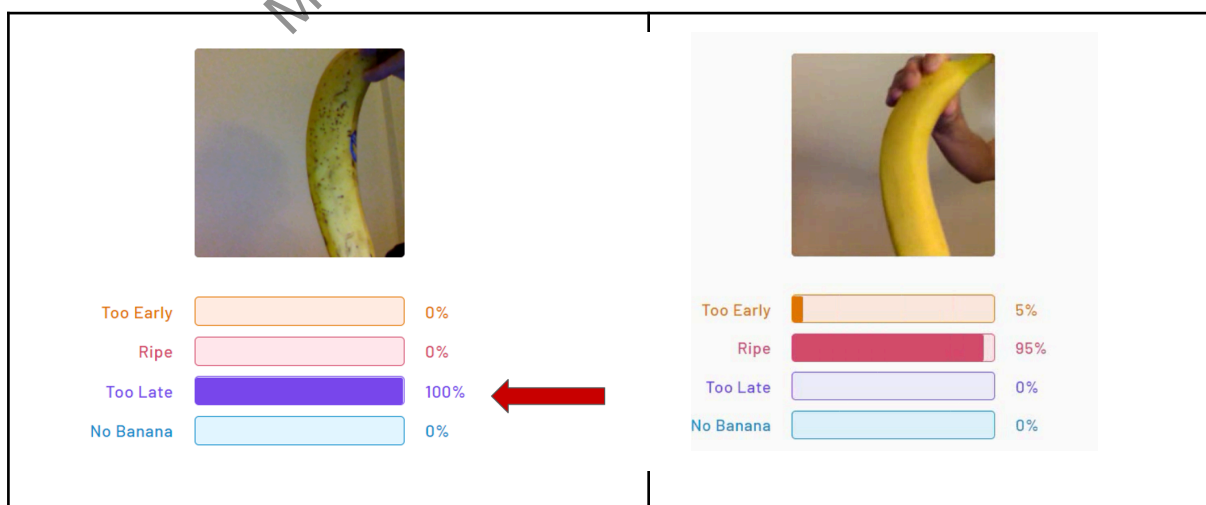 Too Early 0%
Ripe 0%
Too Late 100%
No Banana 0%
Too Early 5%
Ripe 95%
Too Late 0%
No Banana 0%